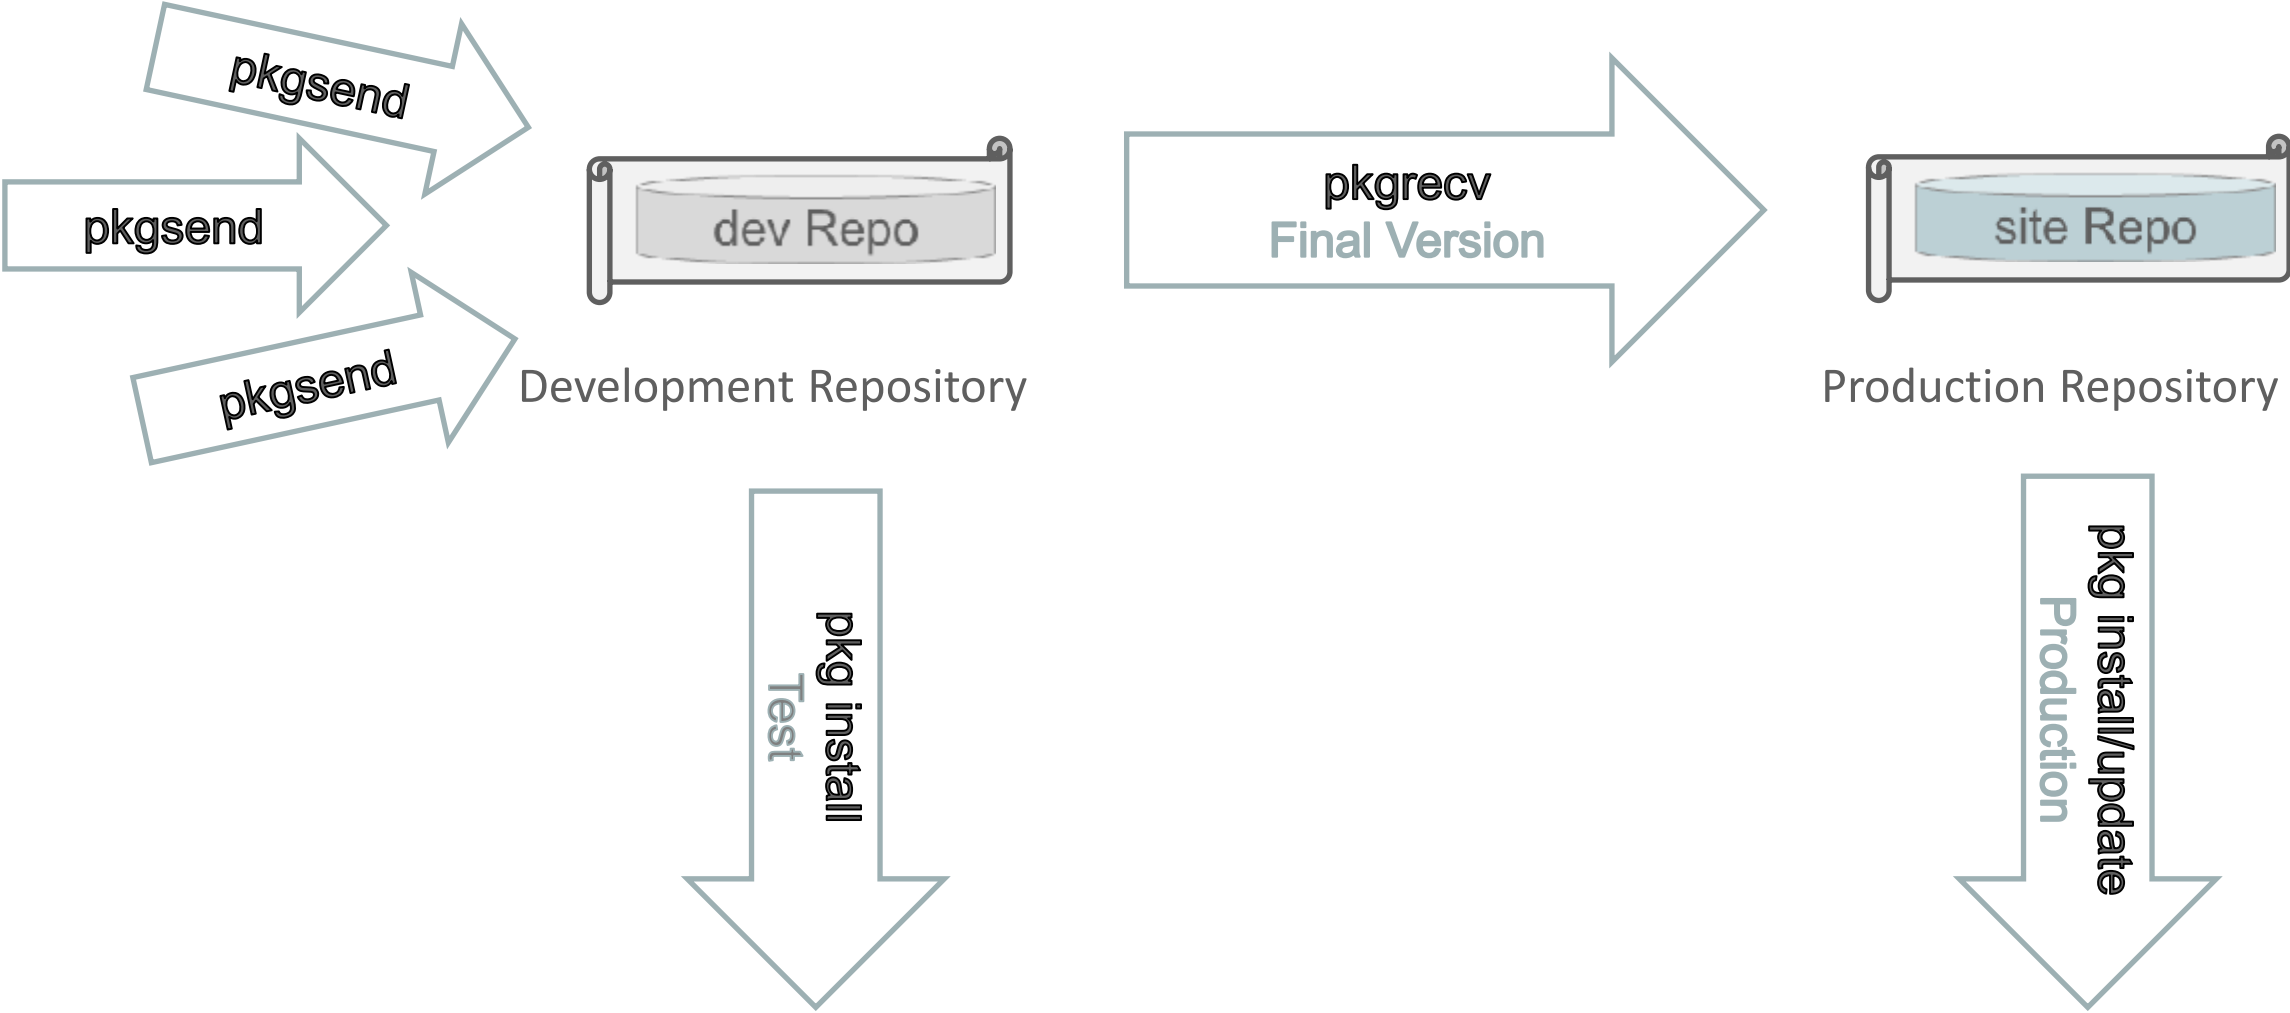 pkgsend
pkgsend
pkgsend
dev Repo
Development Repository
pkgrecv
Final Version
site Repo
Production Repository
pkg install
Test
pkg install/update
Production